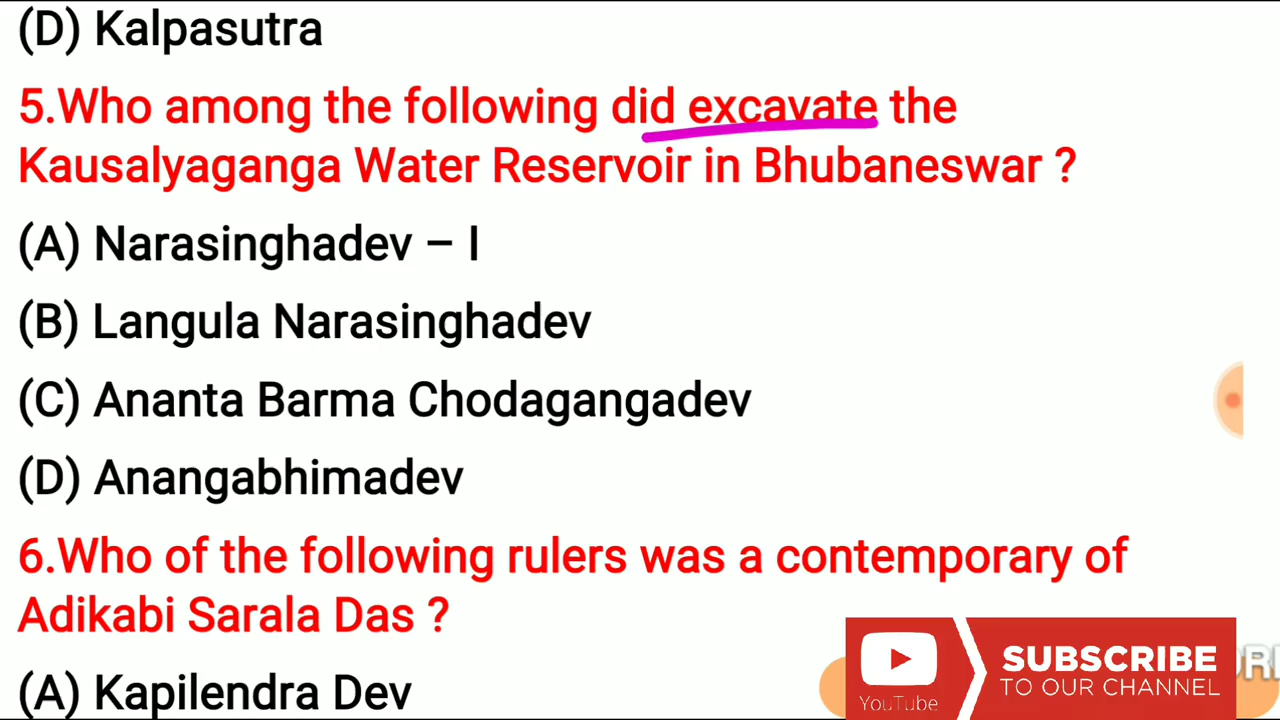 (D) Kalpasutra
5.Who among the following did excavate the
Kausalyaganga Water Reservoir in Bhubaneswar ?
(A) Narasinghadev – I
(B) Langula Narasinghadev
(C) Ananta Barma Chodagangadev
(D) Anangabhimadev
6.Who of the following rulers was a contemporary of
Adikabi Sarala Das ?
(A) Kapilendra Dev
YouTube
SUBSCRIBE
TO OUR CHANNEL